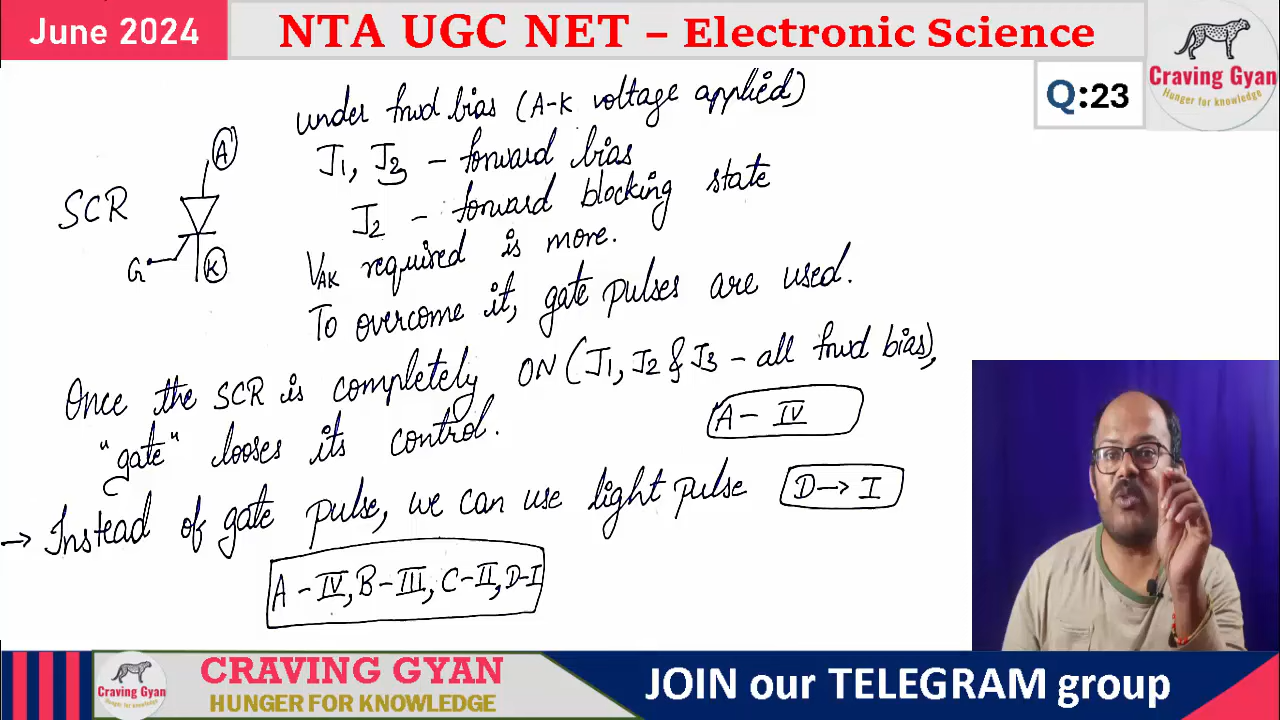 June 2024
NTA UGC NET – Electronic Science
Craving Gyan
Hunger for knowledge
Q:23
under frwd bias (A-K voltage applied)
J1, J3 – forward bias
J2 – forward blocking state
VAK required is more.
To overcome it, gate pulses are used.
SCR
A
G
K
Once the SCR is completely ON (J1, J2 & J3 – all frwd bias),
"gate" looses its control.
A – IV
→ Instead of gate pulse, we can use light pulse
D → I
A – IV, B – III, C – II, D – I
Craving Gyan
CRAVING GYAN
HUNGER FOR KNOWLEDGE
JOIN our TELEGRAM group